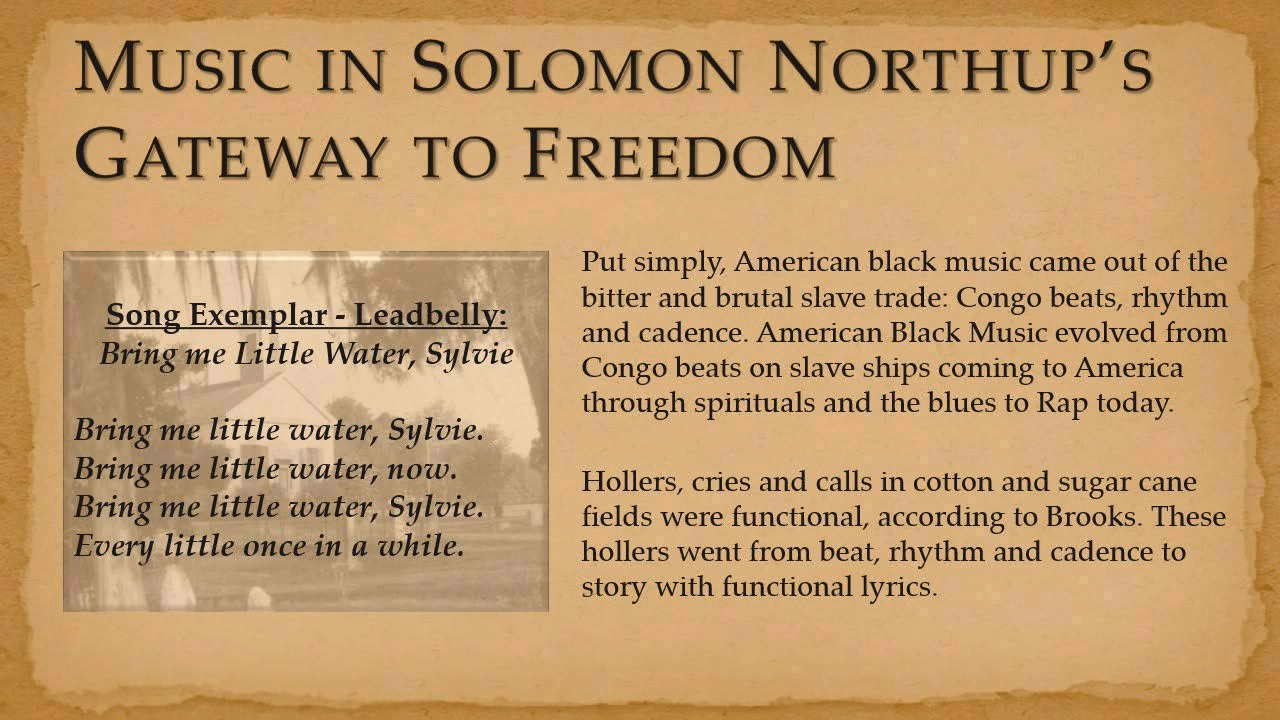 MUSIC IN SOLOMON NORTHUP’S
GATEWAY TO FREEDOM
Song Exemplar - Leadbelly:
Bring me Little Water, Sylvie
Bring me little water, Sylvie.
Bring me little water, now.
Bring me little water, Sylvie.
Every little once in a while.
Put simply, American black music came out of the
bitter and brutal slave trade: Congo beats, rhythm
and cadence. American Black Music evolved from
Congo beats on slave ships coming to America
through spirituals and the blues to Rap today.
Hollers, cries and calls in cotton and sugar cane
fields were functional, according to Brooks. These
hollers went from beat, rhythm and cadence to
story with functional lyrics.